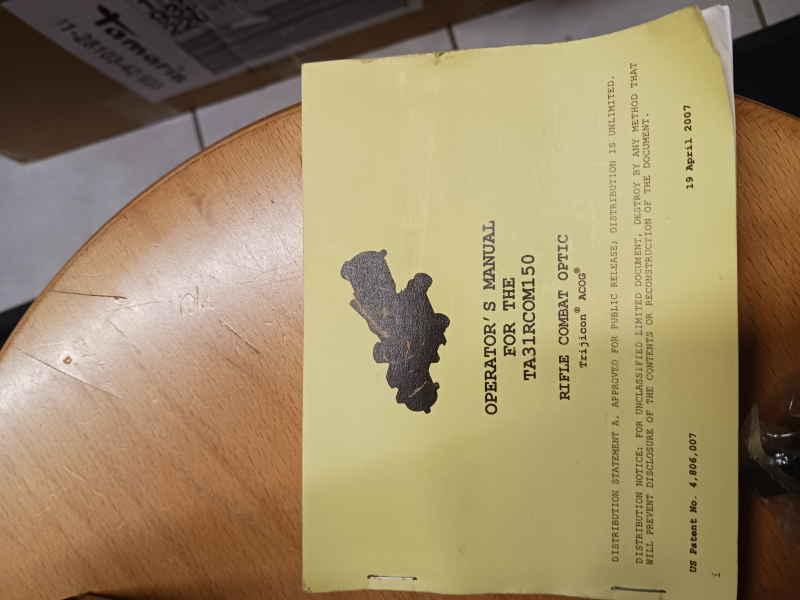 OPERATOR'S MANUAL
FOR THE
TA31RCOM150
RIFLE COMBAT OPTIC
Trijicon® ACOG®
DISTRIBUTION STATEMENT A. APPROVED FOR PUBLIC RELEASE; DISTRIBUTION IS UNLIMITED.
DISTRIBUTION NOTICE: FOR UNCLASSIFIED LIMITED DOCUMENT, DESTROY BY ANY METHOD THAT
WILL PREVENT DISCLOSURE OF THE CONTENTS OR RECONSTRUCTION OF THE DOCUMENT.
US Patent No. 4,806,007
19 April 2007
i
Tamaris